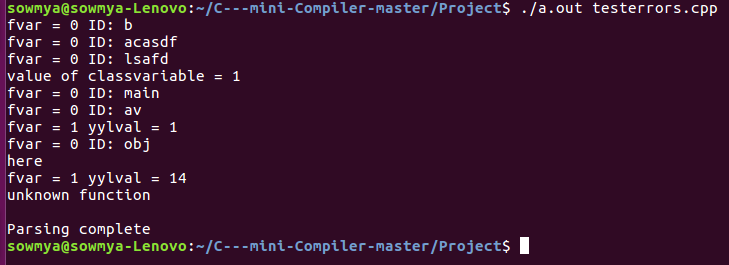 sowmya@sowmya-Lenovo:~/C---mini-Compiler-master/Project$ ./a.out testerrors.cpp
fvar = 0 ID: b
fvar = 0 ID: acasdf
fvar = 0 ID: lsafd
value of classvariable = 1
fvar = 0 ID: main
fvar = 0 ID: av
fvar = 1 yylval = 1
fvar = 0 ID: obj
here
fvar = 1 yylval = 14
unknown function
Parsing complete
sowmya@sowmya-Lenovo:~/C---mini-Compiler-master/Project$